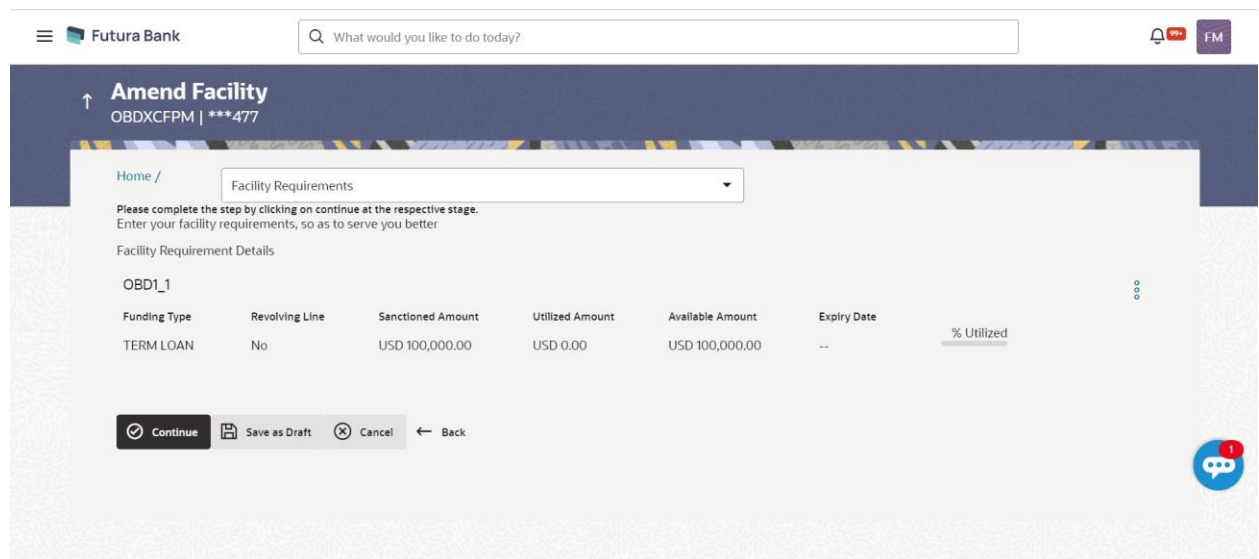 Futura Bank
What would you like to do today?
99+
FM
Amend Facility
OBDXCFPM | ***477
Home /
Facility Requirements
Please complete the step by clicking on continue at the respective stage.
Enter your facility requirements, so as to serve you better
Facility Requirement Details
OBD1_1
Funding Type Revolving Line Sanctioned Amount Utilized Amount Available Amount Expiry Date % Utilized
TERM LOAN No USD 100,000.00 USD 0.00 USD 100,000.00 --
Continue Save as Draft Cancel Back
1